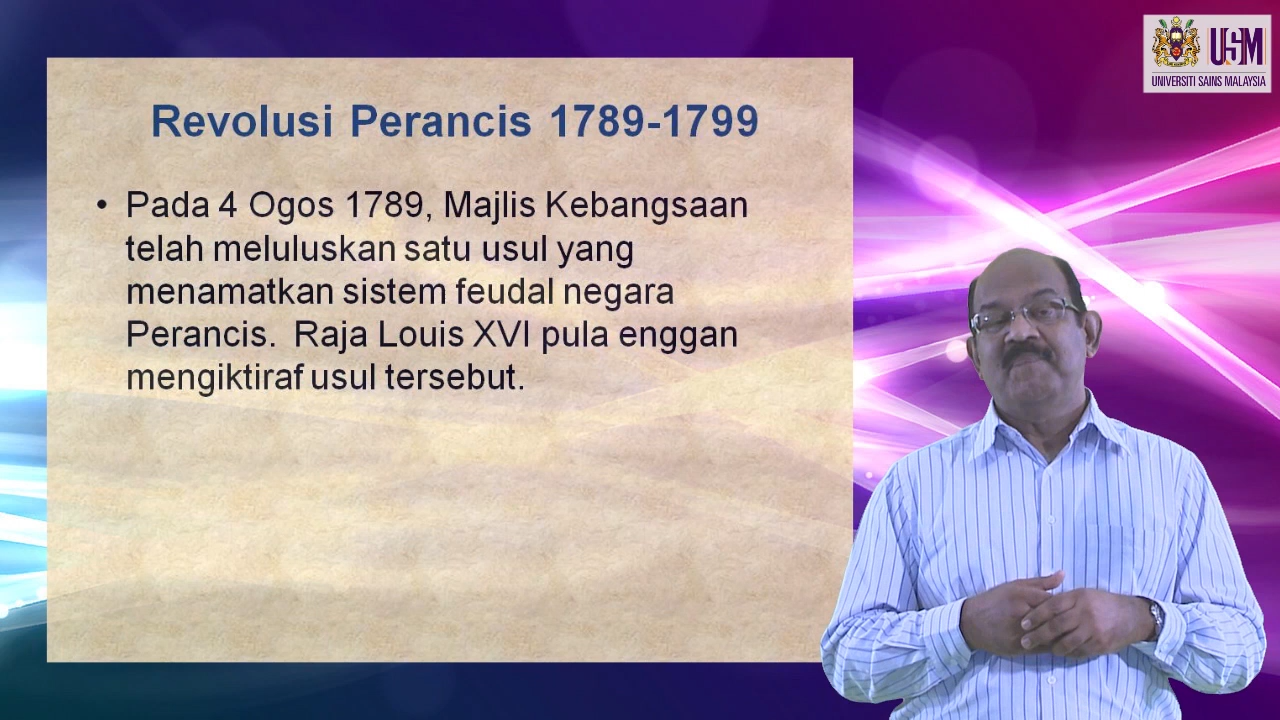 USM
UNIVERSITI SAINS MALAYSIA
Revolusi Perancis 1789-1799
• Pada 4 Ogos 1789, Majlis Kebangsaan
telah meluluskan satu usul yang
menamatkan sistem feudal negara
Perancis. Raja Louis XVI pula enggan
mengiktiraf usul tersebut.